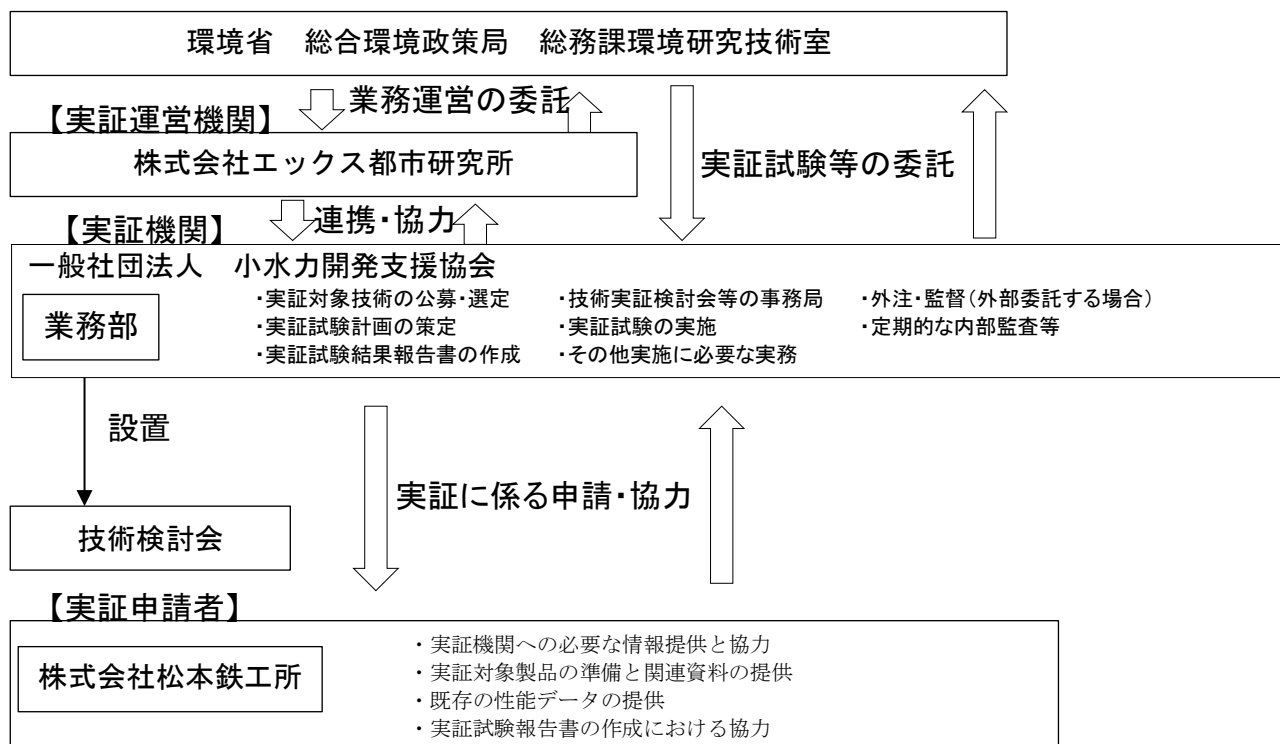 環境省　総合環境政策局　総務課環境研究技術室
業務運営の委託
【実証運営機関】
株式会社エックス都市研究所
実証試験等の委託
連携・協力
【実証機関】
一般社団法人　小水力開発支援協会
業務部
・実証対象技術の公募・選定
・実証試験計画の策定
・実証試験結果報告書の作成
・技術実証検討会等の事務局
・実証試験の実施
・その他実施に必要な実務
・外注・監督（外部委託する場合）
・定期的な内部監査等
設置
実証に係る申請・協力
技術検討会
【実証申請者】
株式会社松本鉄工所
・実証機関への必要な情報提供と協力
・実証対象製品の準備と関連資料の提供
・既存の性能データの提供
・実証試験報告書の作成における協力